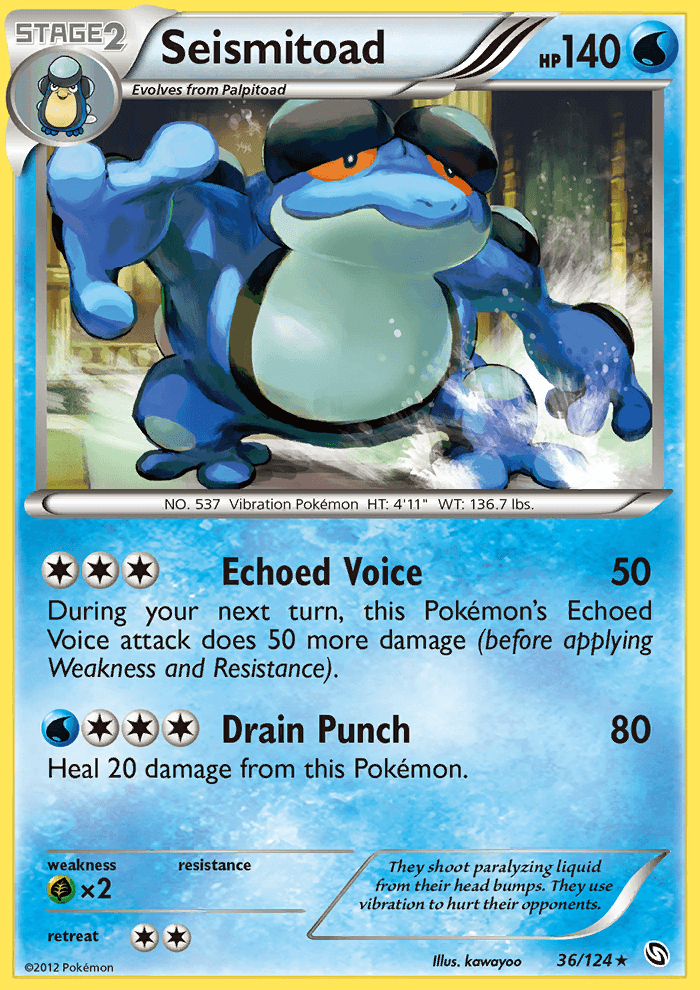 STAGE2
Seismitoad
HP140
Evolves from Palpitoad
NO. 537 Vibration Pokémon HT: 4'11" WT: 136.7 lbs.
Echoed Voice 50
During your next turn, this Pokémon's Echoed
Voice attack does 50 more damage (before applying
Weakness and Resistance).
Drain Punch 80
Heal 20 damage from this Pokémon.
weakness resistance
×2
They shoot paralyzing liquid
from their head bumps. They use
vibration to hurt their opponents.
retreat
©2012 Pokémon
Illus. kawayoo 36/124★